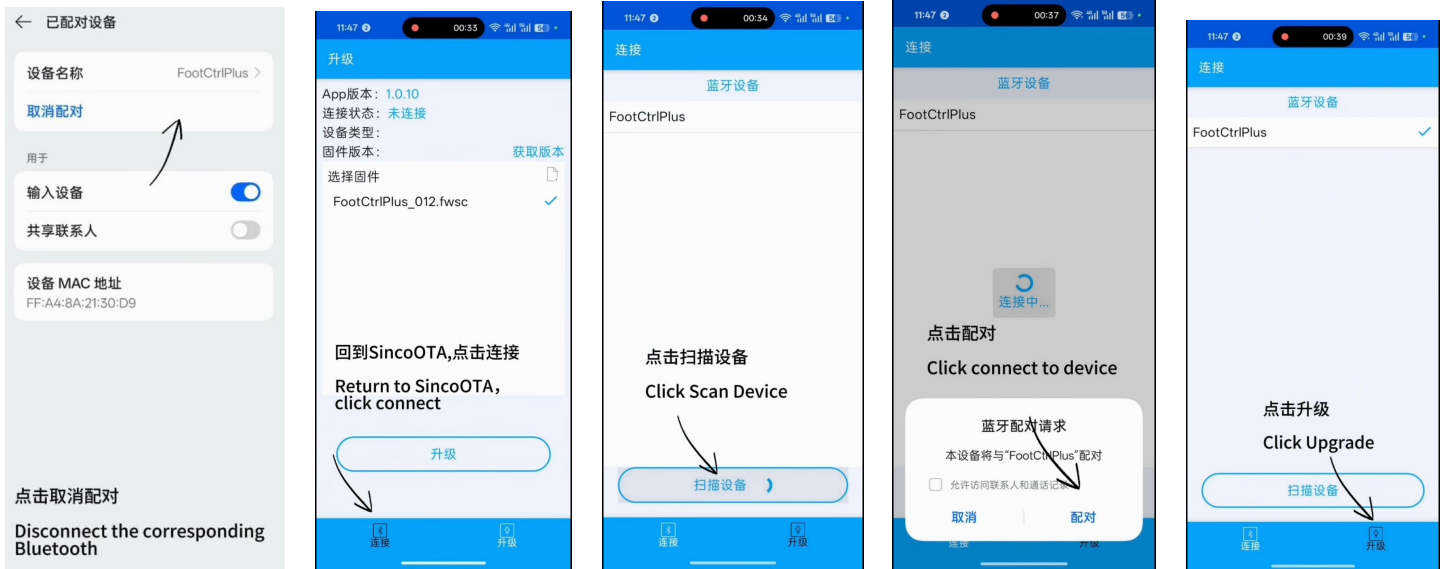 ← 已配对设备
设备名称 FootCtrlPlus >
取消配对
用于
输入设备
共享联系人
设备 MAC 地址
FF:A4:8A:21:30:D9
点击取消配对
Disconnect the corresponding
Bluetooth
11:47 00:33
升级
App版本：1.0.10
连接状态：未连接
设备类型：
固件版本： 获取版本
选择固件
FootCtrlPlus_012.fwsc
回到SincoOTA,点击连接
Return to SincoOTA，
click connect
升级
连接 升级
11:47 00:34
连接
蓝牙设备
FootCtrlPlus
点击扫描设备
Click Scan Device
扫描设备
连接 升级
11:47 00:37
连接
蓝牙设备
FootCtrlPlus
连接中...
点击配对
Click connect to device
蓝牙配对请求
本设备将与"FootCtrlPlus"配对
允许访问联系人和通话记录
取消 配对
连接 升级
11:47 00:39
连接
蓝牙设备
FootCtrlPlus
点击升级
Click Upgrade
扫描设备
连接 升级